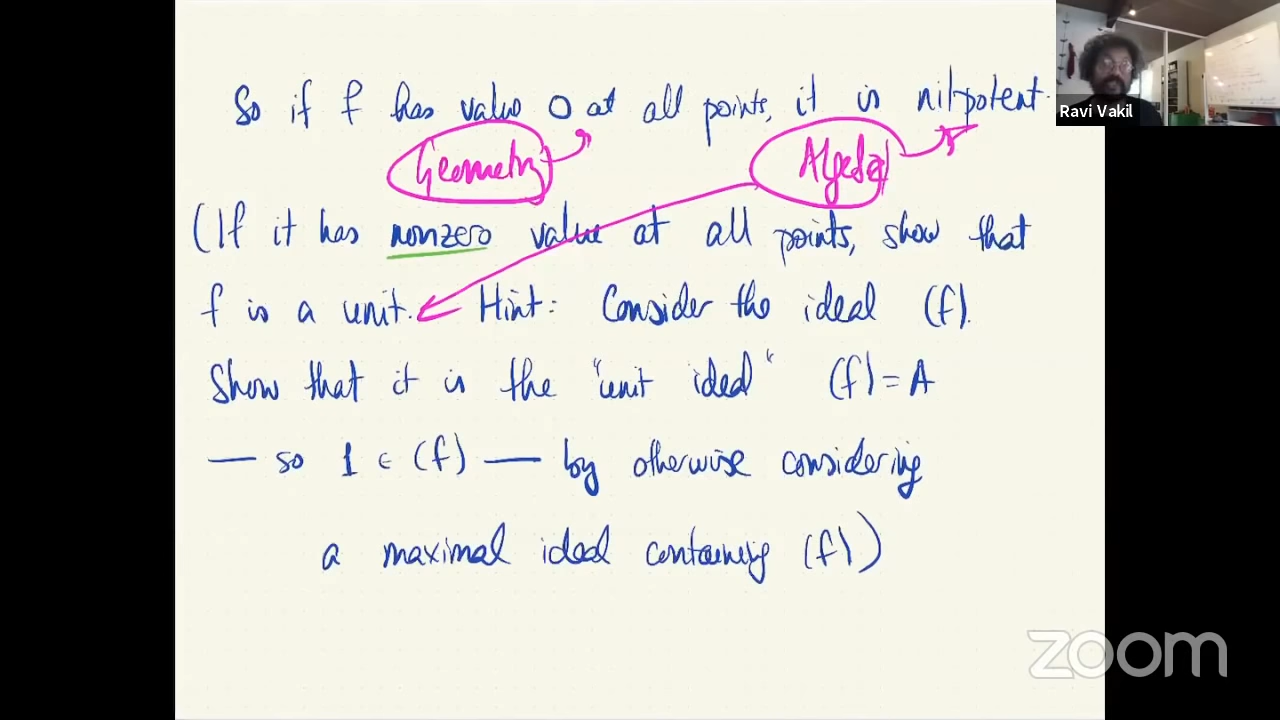 So if f has value 0 at all points, it is nilpotent.
Ravi Vakil
Geometry
Algebra
(If it has nonzero value at all points, show that
f is a unit. Hint: Consider the ideal (f).
Show that it is the "unit ideal" (f) = A
— so 1 ∈ (f) — by otherwise considering
a maximal ideal containing (f))
zoom